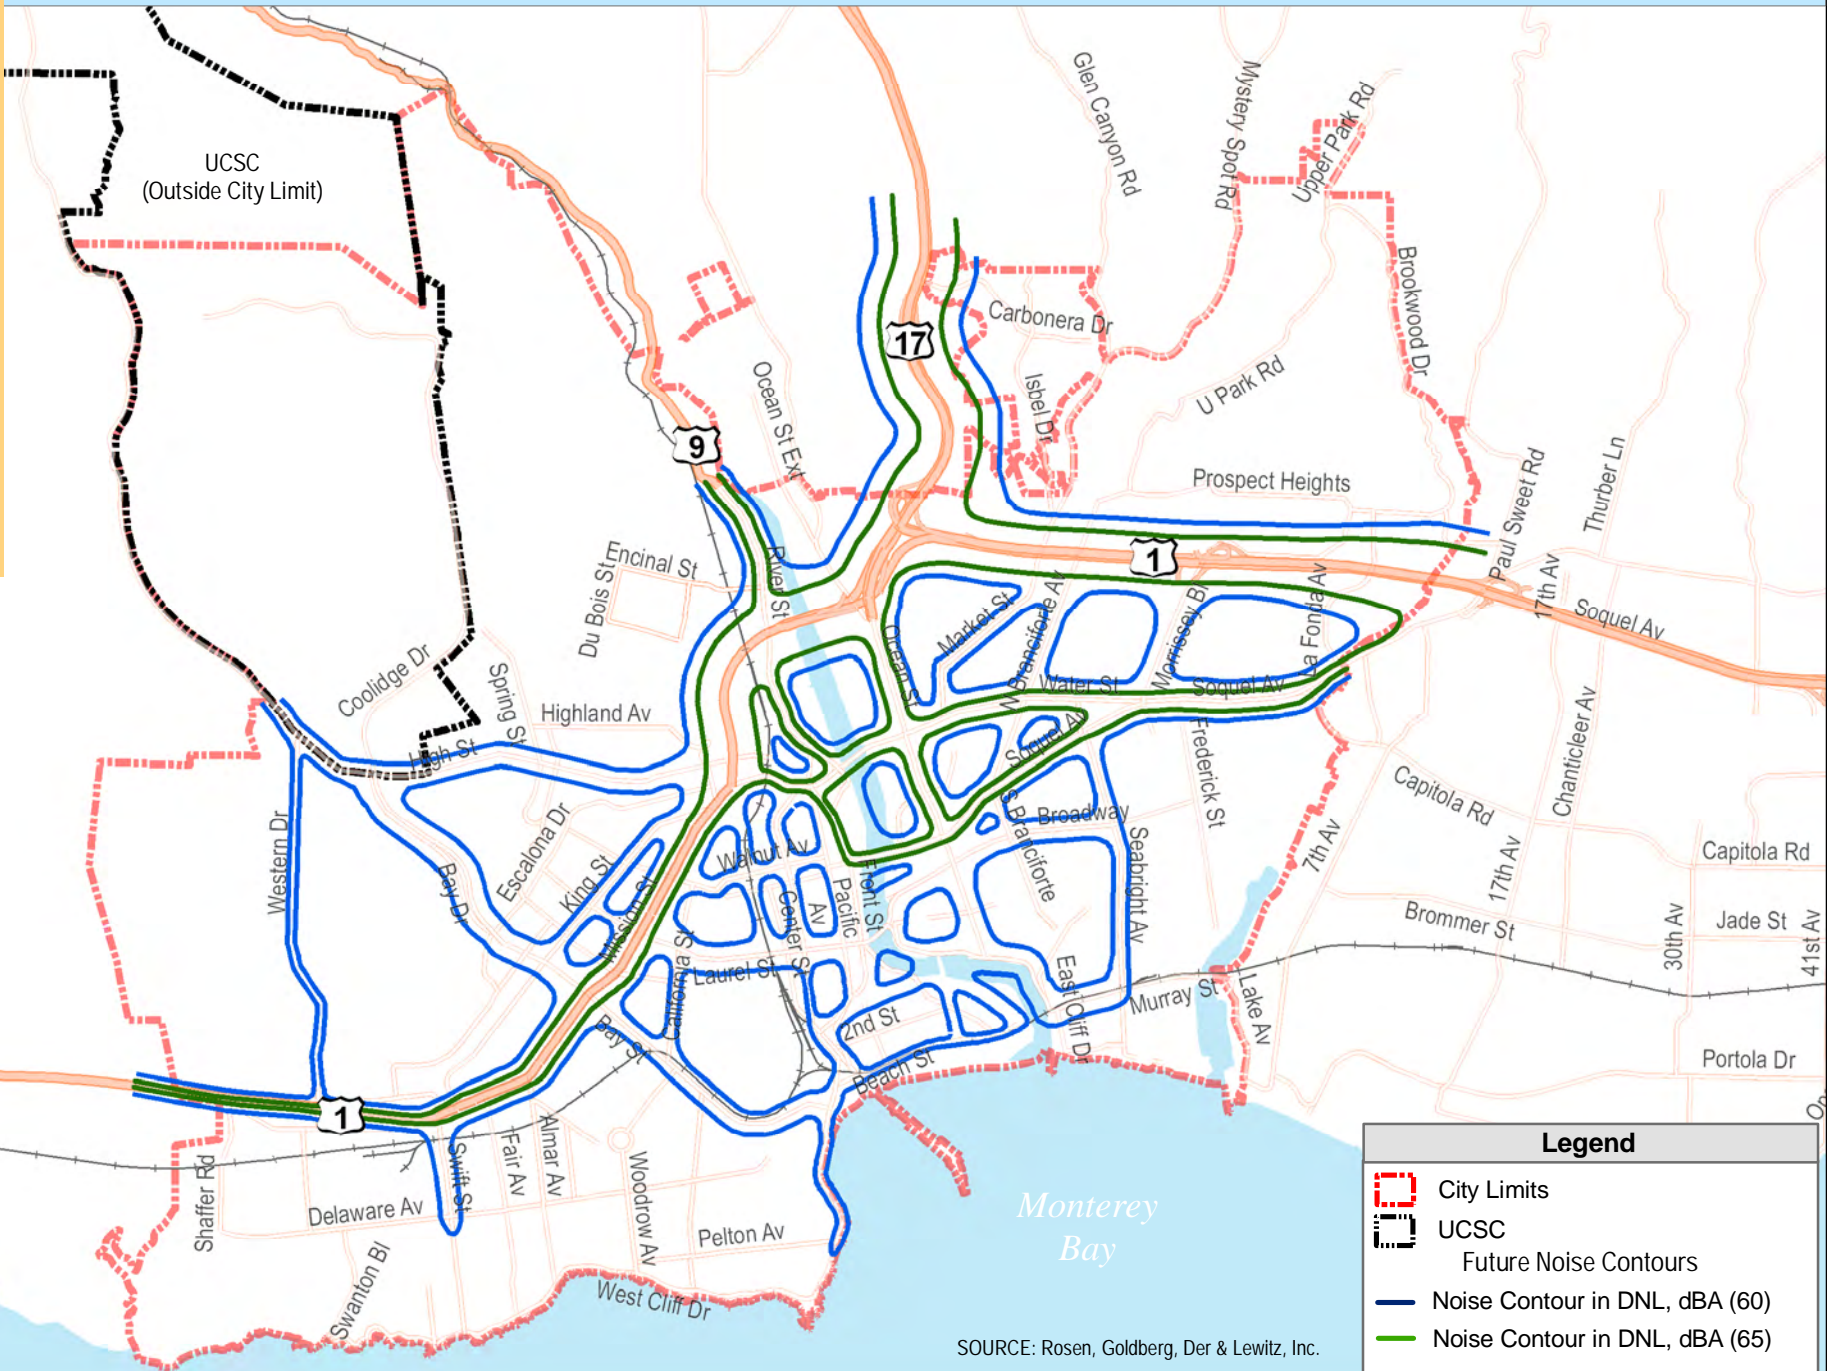 UCSC
(Outside City Limit)
Glen Canyon Rd
Mystery Spot Rd
Upper Park Rd
Brookwood Dr
Carbonera Dr
17
Isbel Dr
U Park Rd
Ocean St Ext
9
Prospect Heights
Paul Sweet Rd
Thurber Ln
1
Encinal St
Du Bois St
River St
Market St
N Branciforte Av
Morrissey Bl
La Fonda Av
17th Av
Soquel Av
Ocean St
Coolidge Dr
Spring St
Highland Av
High St
Water St
Soquel Av
Soquel Av
Frederick St
Chanticleer Av
Capitola Rd
Western Dr
Bay Dr
Escalona Dr
King St
Mission St
Walnut Av
Center St
Av
Pacific
Front St
S Branciforte
Broadway
Seabright Av
7th Av
17th Av
Capitola Rd
Brommer St
30th Av
Jade St
41st Av
California St
Laurel St
Bay St
2nd St
Beach St
East Cliff Dr
Murray St
Lake Av
Portola Dr
1
Shaffer Rd
Delaware Av
Swift St
Fair Av
Almar Av
Woodrow Av
Pelton Av
Swanton Bl
West Cliff Dr
Monterey
Bay
Legend
City Limits
UCSC
Future Noise Contours
Noise Contour in DNL, dBA (60)
Noise Contour in DNL, dBA (65)
SOURCE: Rosen, Goldberg, Der & Lewitz, Inc.